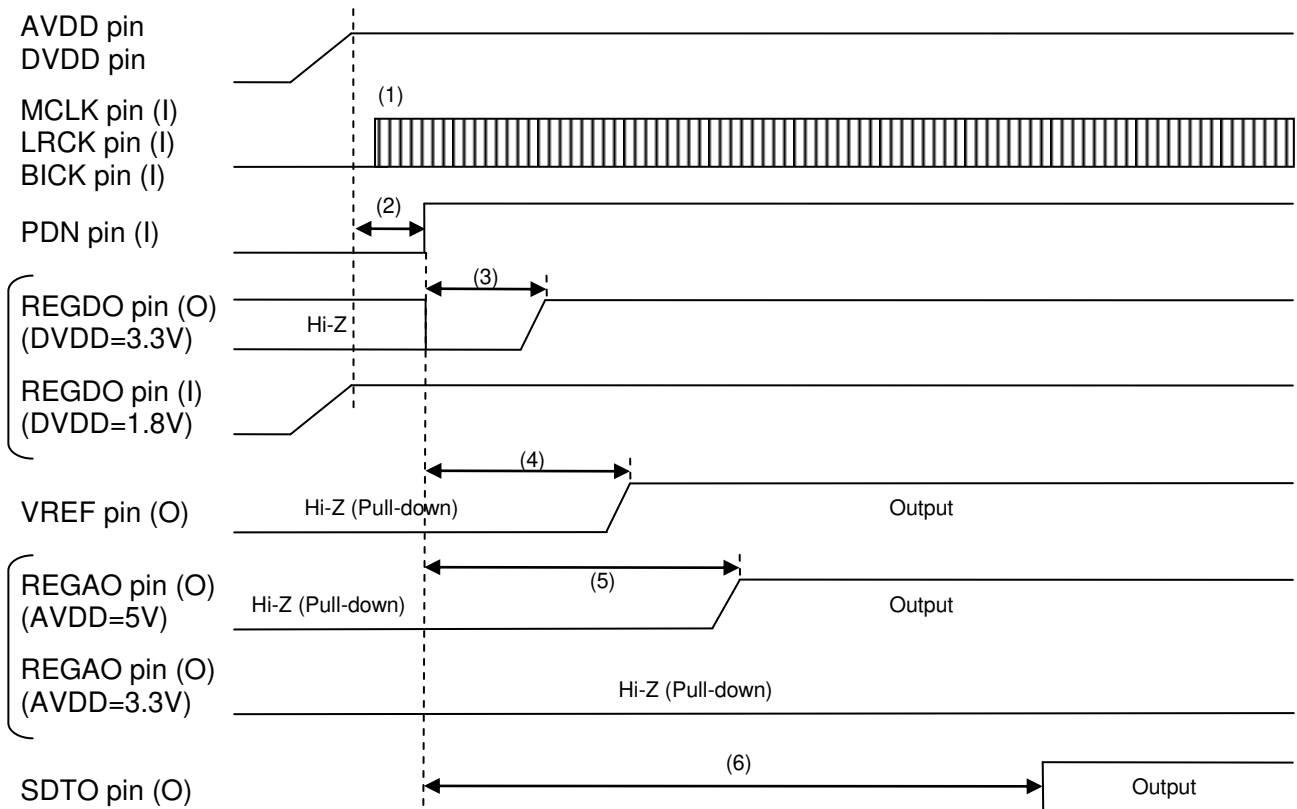 AVDD pin
DVDD pin
(1)
MCLK pin (I)
LRCK pin (I)
BICK pin (I)
(2)
PDN pin (I)
(3)
REGDO pin (O)
(DVDD=3.3V)
Hi-Z
REGDO pin (I)
(DVDD=1.8V)
(4)
VREF pin (O)
Hi-Z (Pull-down)
Output
(5)
REGAO pin (O)
(AVDD=5V)
Hi-Z (Pull-down)
Output
REGAO pin (O)
(AVDD=3.3V)
Hi-Z (Pull-down)
(6)
SDTO pin (O)
Output